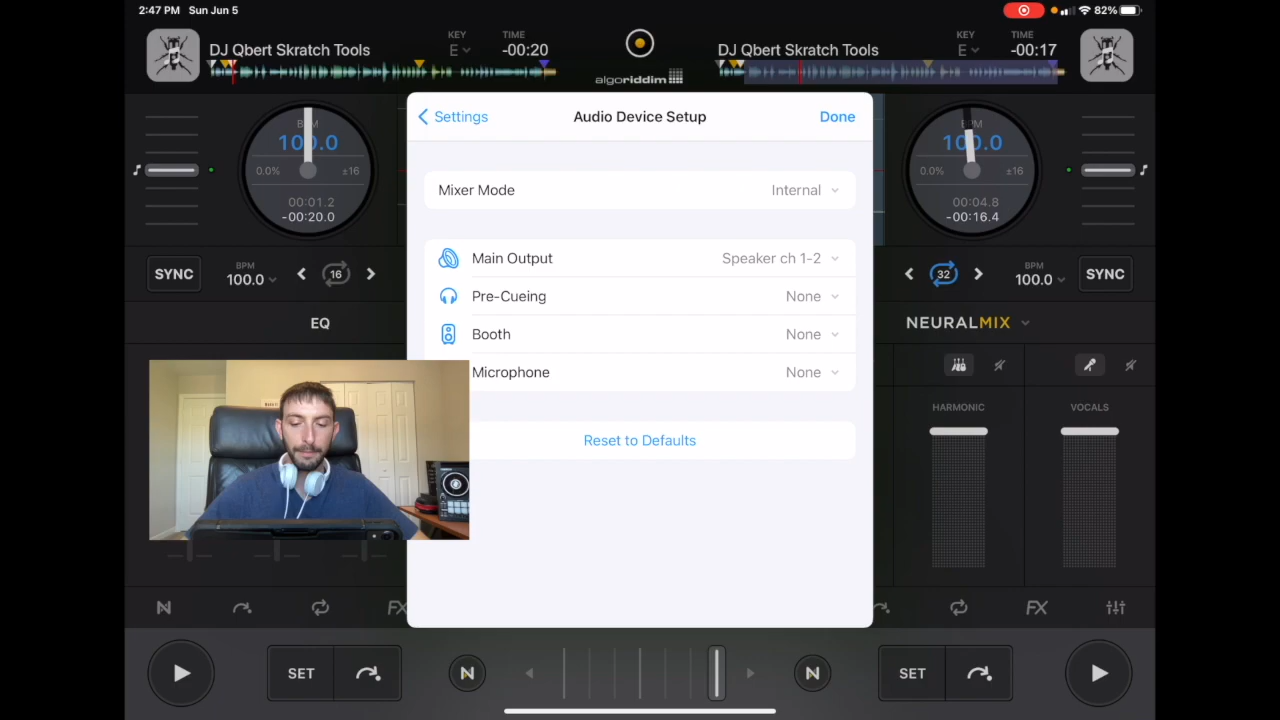 2:47 PM Sun Jun 5
82%
DJ Qbert Skratch Tools
KEY
E
TIME
-00:20
algoriddim
DJ Qbert Skratch Tools
KEY
E
TIME
-00:17
Settings
Audio Device Setup
Done
Mixer Mode
Internal
Main Output
Speaker ch 1-2
Pre-Cueing
None
Booth
None
Microphone
None
Reset to Defaults
BPM
100.0
0.0%
±16
00:01.2
-00:20.0
BPM
100.0
0.0%
±16
00:04.8
-00:16.4
SYNC
BPM
100.0
16
32
BPM
100.0
SYNC
EQ
NEURALMIX
HARMONIC
VOCALS
FX
FX
SET
N
N
SET